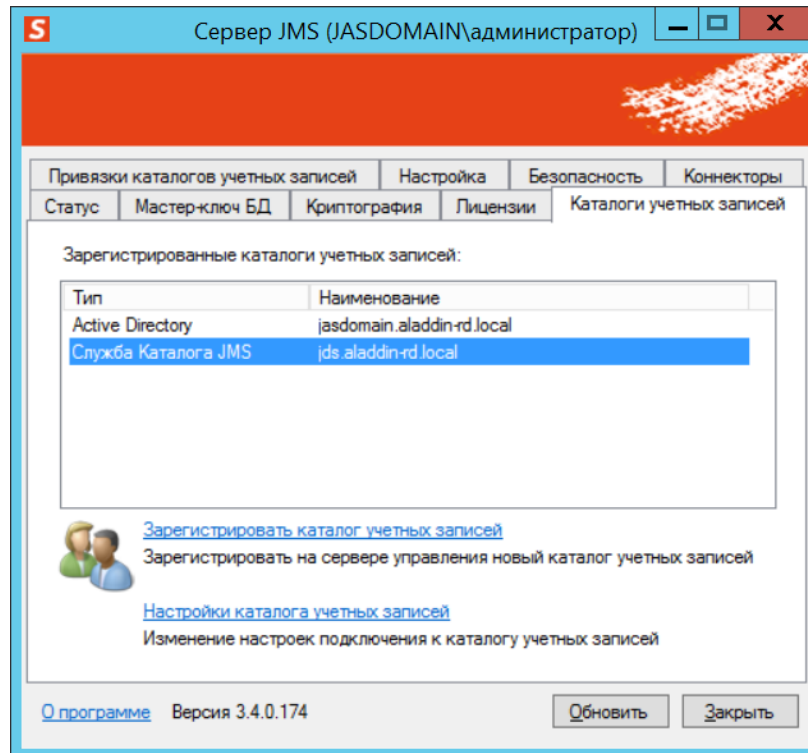 Сервер JMS (JASDOMAIN\администратор)
Привязки каталогов учетных записей Настройка Безопасность Коннекторы
Статус Мастер-ключ БД Криптография Лицензии Каталоги учетных записей
Зарегистрированные каталоги учетных записей:
Тип Наименование
Active Directory jasdomain.aladdin-rd.local
Служба Каталога JMS jds.aladdin-rd.local
Зарегистрировать каталог учетных записей
Зарегистрировать на сервере управления новый каталог учетных записей
Настройки каталога учетных записей
Изменение настроек подключения к каталогу учетных записей
О программе Версия 3.4.0.174 Обновить Закрыть